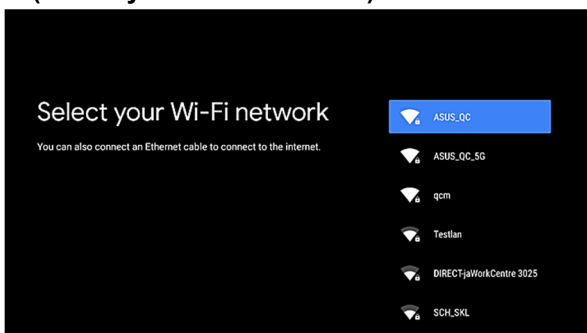 Select your Wi-Fi network
You can also connect an Ethernet cable to connect to the internet.
ASUS_QC
ASUS_QC_5G
qcm
Testlan
DIRECT-jaWorkCentre 3025
SCH_SKL